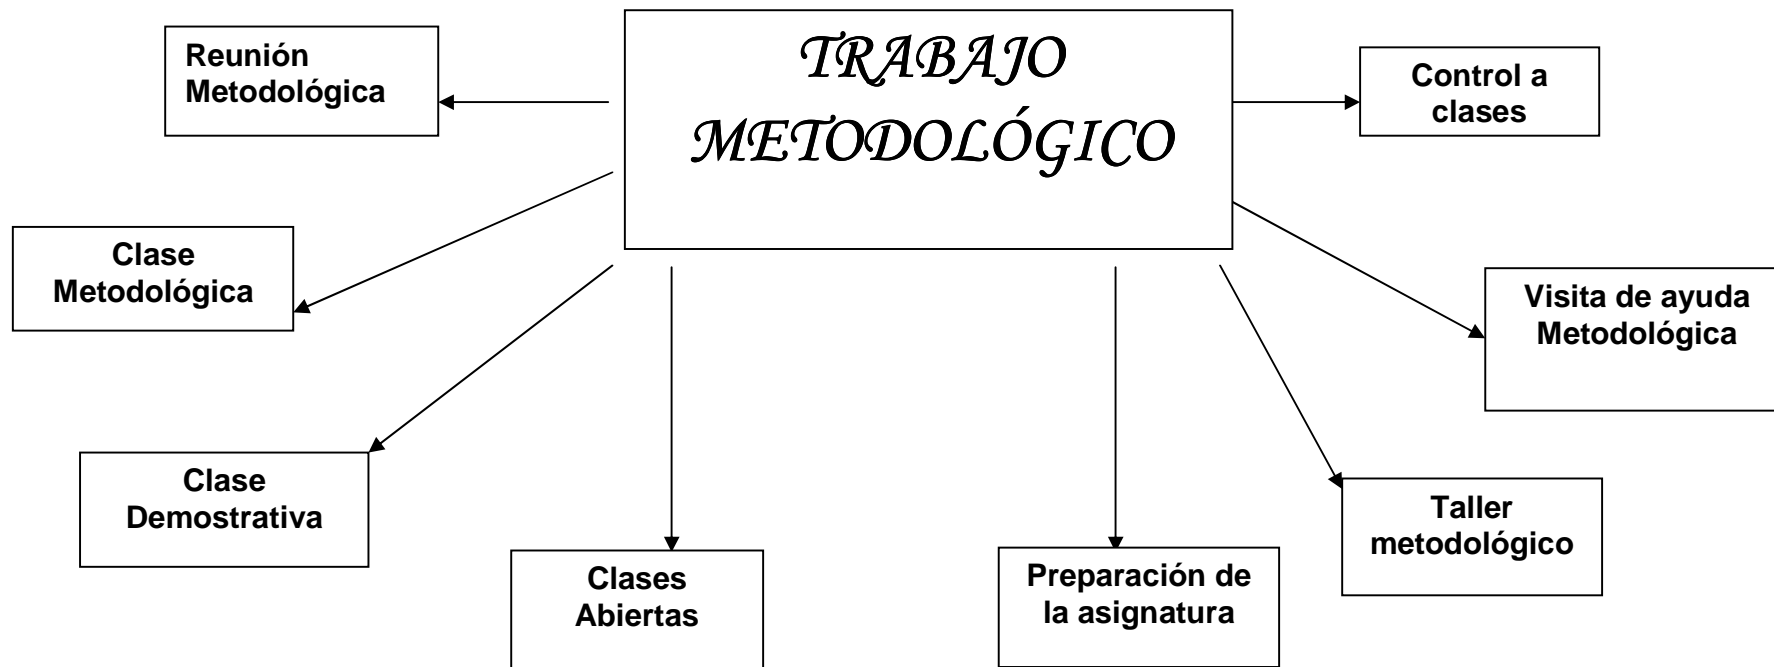 TRABAJO
METODOLÓGICO
Reunión
Metodológica
Control a
clases
Clase
Metodológica
Visita de ayuda
Metodológica
Clase
Demostrativa
Taller
metodológico
Clases
Abiertas
Preparación de
la asignatura